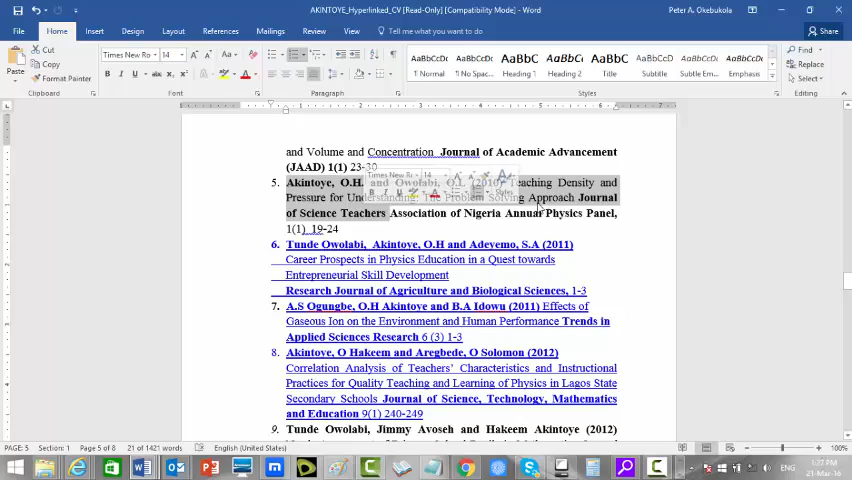 AKINTOYE_Hyperlinked_CV [Read-Only] [Compatibility Mode] - Word
Peter A. Okebukola
File Home Insert Design Layout References Mailings Review View Tell me what you want to do Share
Cut
Copy
Format Painter
Paste
Times New Ro 14
AaBbCcDc AaBbCcDc AaBbC AaBbCc AaBbC AaBbCcD AaBbCcDc AaBbCcDc
¶ Normal ¶ No Spac... Heading 1 Heading 2 Title Subtitle Subtle Em... Emphasis
Find
Replace
Select
Clipboard Font Paragraph Styles Editing
and Volume and Concentration Journal of Academic Advancement
(JAAD) 1(1) 23-30
5. Akintoye, O.H. and Owolabi, O.L (2010) Teaching Density and
Pressure for Understanding: The Problem Solving Approach Journal
of Science Teachers Association of Nigeria Annual Physics Panel,
1(1) 19-24
6. Tunde Owolabi, Akintoye, O.H and Adeyemo, S.A (2011)
Career Prospects in Physics Education in a Quest towards
Entrepreneurial Skill Development
Research Journal of Agriculture and Biological Sciences, 1-3
7. A.S Ogungbe, O.H Akintoye and B.A Idowu (2011) Effects of
Gaseous Ion on the Environment and Human Performance Trends in
Applied Sciences Research 6 (3) 1-3
8. Akintoye, O Hakeem and Aregbede, O Solomon (2012)
Correlation Analysis of Teachers' Characteristics and Instructional
Practices for Quality Teaching and Learning of Physics in Lagos State
Secondary Schools Journal of Science, Technology, Mathematics
and Education 9(1) 240-249
9. Tunde Owolabi, Jimmy Avoseh and Hakeem Akintoye (2012)
PAGE: 5 Section: 1 Page 5 of 8 21 of 1421 words English (United Kingdom) 100%
ENG
1:37 PM
21-Mar-16